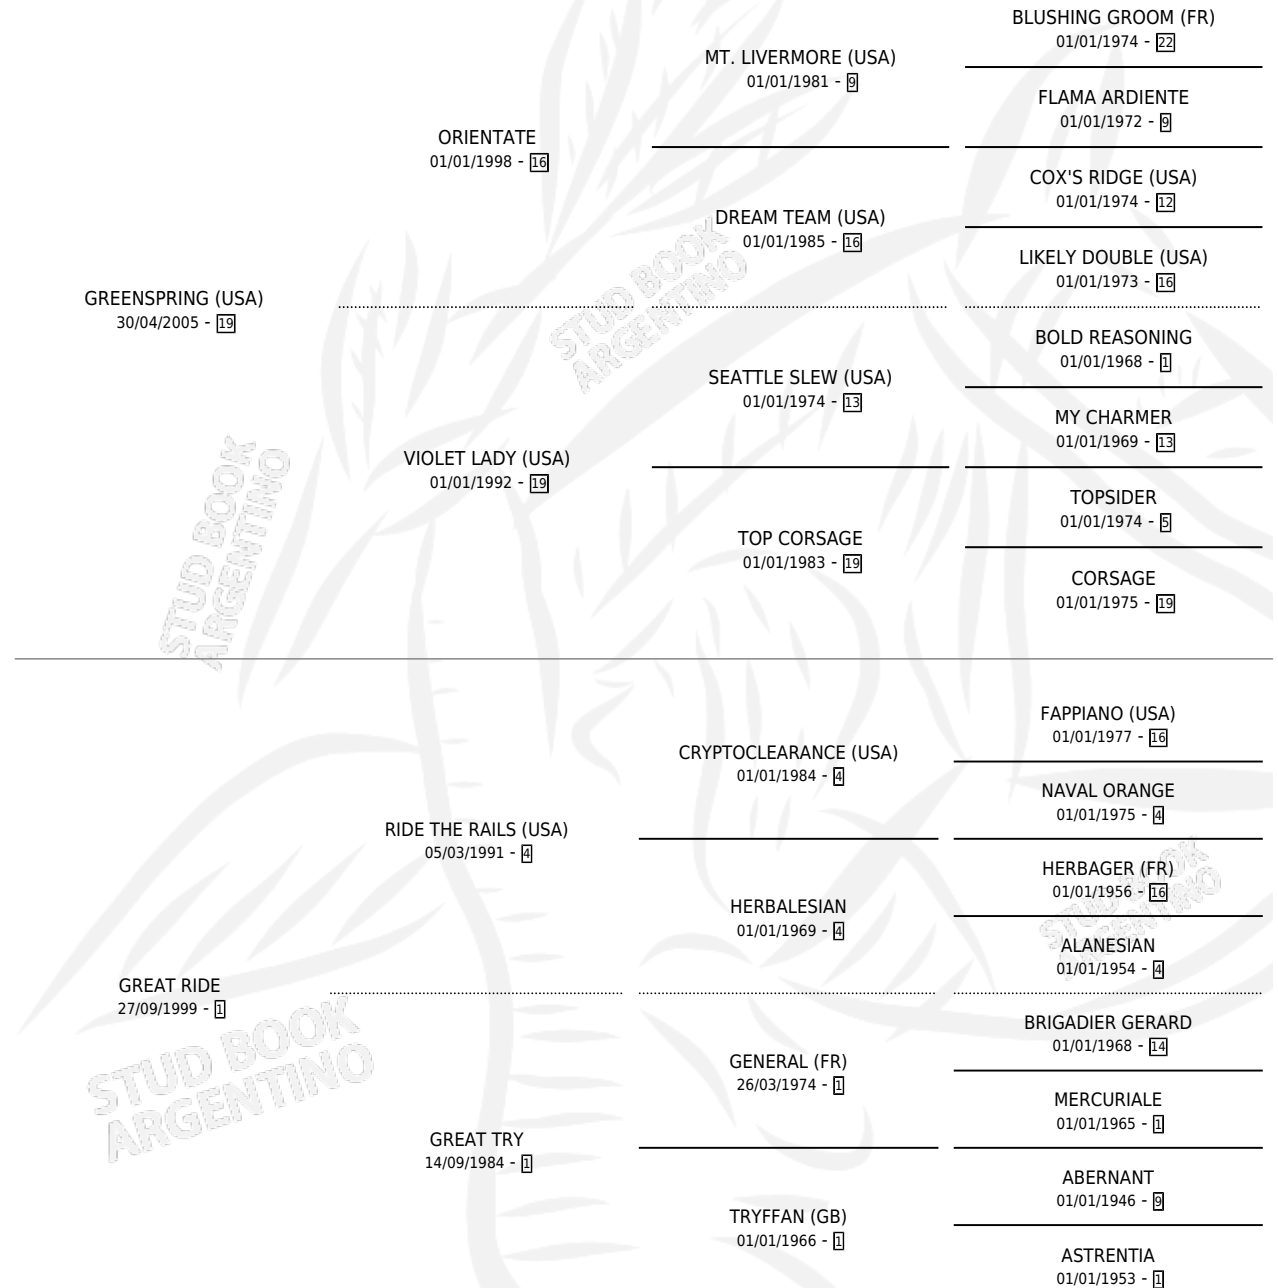 BLUSHING GROOM (FR)
01/01/1974 - 22
MT. LIVERMORE (USA)
01/01/1981 - 9
FLAMA ARDIENTE
01/01/1972 - 9
ORIENTATE
01/01/1998 - 16
COX'S RIDGE (USA)
01/01/1974 - 12
DREAM TEAM (USA)
01/01/1985 - 16
LIKELY DOUBLE (USA)
01/01/1973 - 16
GREENSPRING (USA)
30/04/2005 - 19
BOLD REASONING
01/01/1968 - 1
SEATTLE SLEW (USA)
01/01/1974 - 13
MY CHARMER
01/01/1969 - 13
VIOLET LADY (USA)
01/01/1992 - 19
TOPSIDER
01/01/1974 - 5
TOP CORSAGE
01/01/1983 - 19
CORSAGE
01/01/1975 - 19
FAPPIANO (USA)
01/01/1977 - 16
CRYPTOCLEARANCE (USA)
01/01/1984 - 4
NAVAL ORANGE
01/01/1975 - 4
RIDE THE RAILS (USA)
05/03/1991 - 4
HERBAGER (FR)
01/01/1956 - 16
HERBALESIAN
01/01/1969 - 4
ALANESIAN
01/01/1954 - 4
GREAT RIDE
27/09/1999 - 1
BRIGADIER GERARD
01/01/1968 - 14
GENERAL (FR)
26/03/1974 - 1
MERCURIALE
01/01/1965 - 1
GREAT TRY
14/09/1984 - 1
ABERNANT
01/01/1946 - 9
TRYFFAN (GB)
01/01/1966 - 1
ASTRENTIA
01/01/1953 - 1
STUD BOOK
ARGENTINO
STUD BOOK
ARGENTINO
STUD BOOK
ARGENTINO
STUD BOOK
ARGENTINO